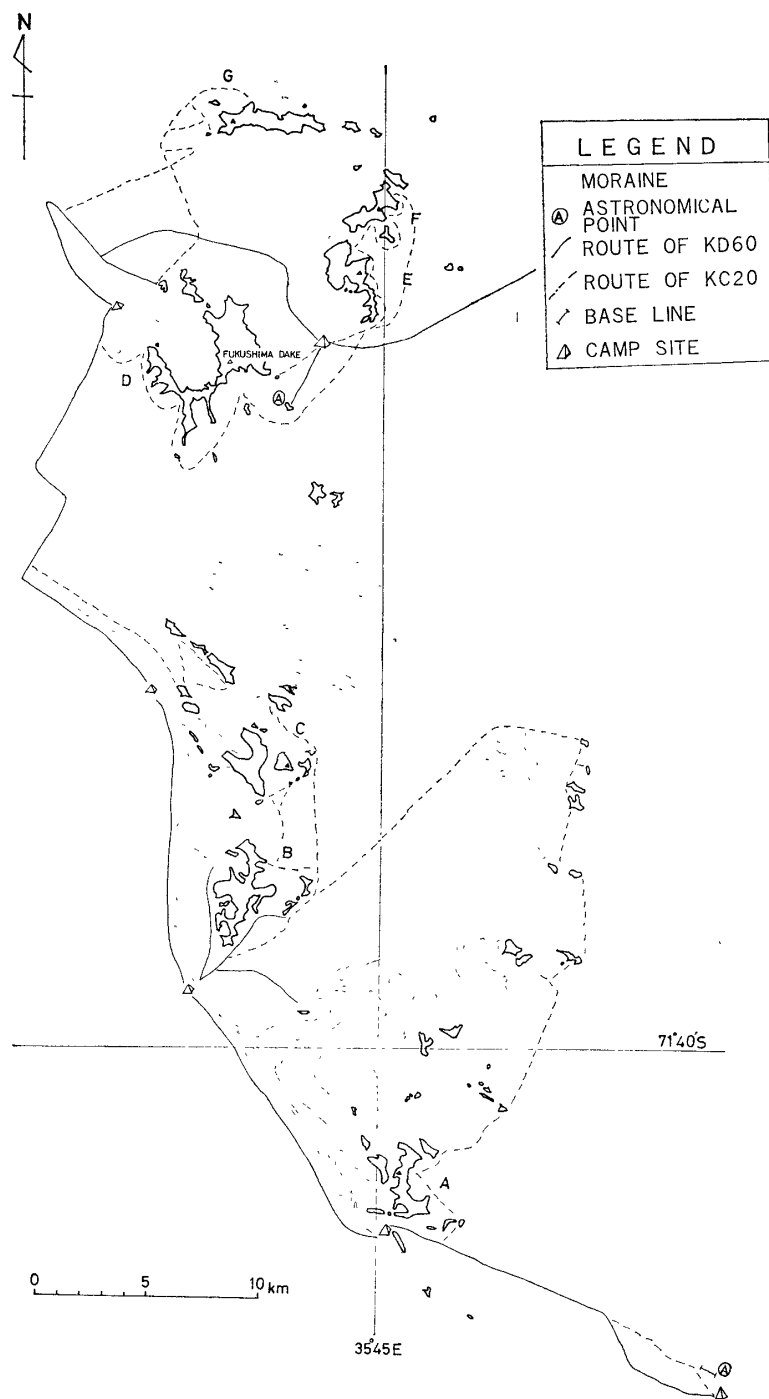 N
G
LEGEND
MORAINE
Ⓐ ASTRONOMICAL
POINT
ROUTE OF KD60
ROUTE OF KC20
BASE LINE
CAMP SITE
F
E
FUKUSHIMA DAKE
D
A
C
B
71°40'S
A
0 5 10 km
35°45E
A